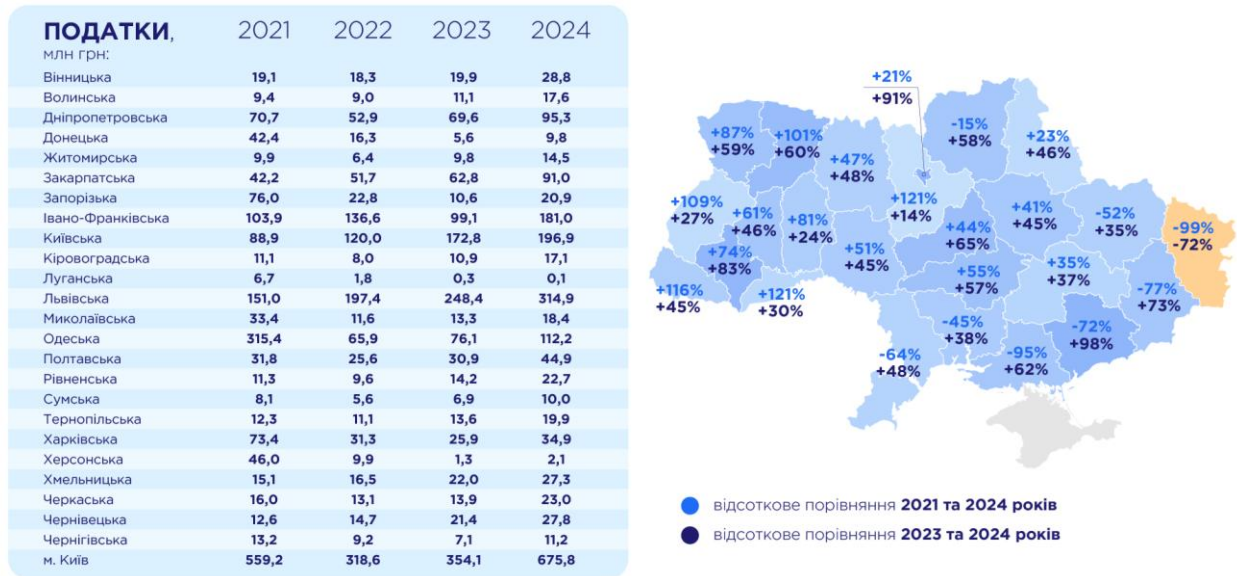 ПОДАТКИ, 2021 2022 2023 2024
млн грн:
Вінницька 19,1 18,3 19,9 28,8
Волинська 9,4 9,0 11,1 17,6
Дніпропетровська 70,7 52,9 69,6 95,3
Донецька 42,4 16,3 5,6 9,8
Житомирська 9,9 6,4 9,8 14,5
Закарпатська 42,2 51,7 62,8 91,0
Запорізька 76,0 22,8 10,6 20,9
Івано-Франківська 103,9 136,6 99,1 181,0
Київська 88,9 120,0 172,8 196,9
Кіровоградська 11,1 8,0 10,9 17,1
Луганська 6,7 1,8 0,3 0,1
Львівська 151,0 197,4 248,4 314,9
Миколаївська 33,4 11,6 13,3 18,4
Одеська 315,4 65,9 76,1 112,2
Полтавська 31,8 25,6 30,9 44,9
Рівненська 11,3 9,6 14,2 22,7
Сумська 8,1 5,6 6,9 10,0
Тернопільська 12,3 11,1 13,6 19,9
Харківська 73,4 31,3 25,9 34,9
Херсонська 46,0 9,9 1,3 2,1
Хмельницька 15,1 16,5 22,0 27,3
Черкаська 16,0 13,1 13,9 23,0
Чернівецька 12,6 14,7 21,4 27,8
Чернігівська 13,2 9,2 7,1 11,2
м. Київ 559,2 318,6 354,1 675,8
+21%
+91%
+87%
+59%
+101%
+60%
+47%
+48%
-15%
+58%
+23%
+46%
+121%
+14%
+109%
+27%
+61%
+46%
+81%
+24%
+74%
+83%
+51%
+45%
+44%
+65%
+41%
+45%
-52%
+35%
-99%
-72%
+116%
+45%
+121%
+30%
+55%
+57%
+35%
+37%
-77%
+73%
-64%
+48%
-45%
+38%
-95%
+62%
-72%
+98%
відсоткове порівняння 2021 та 2024 років
відсоткове порівняння 2023 та 2024 років